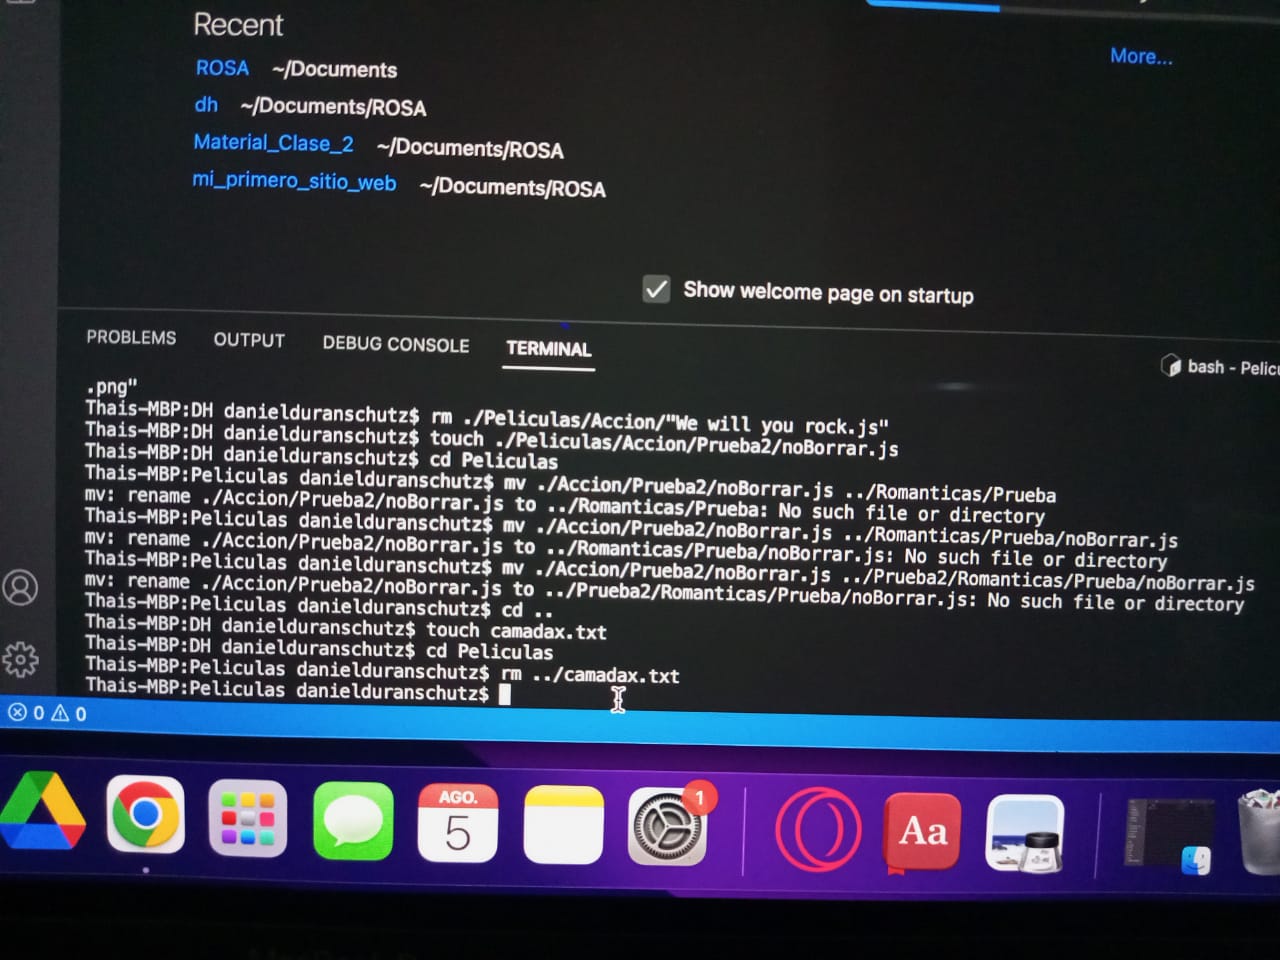 Recent
More...
ROSA ~/Documents
dh ~/Documents/ROSA
Material_Clase_2 ~/Documents/ROSA
mi_primero_sitio_web ~/Documents/ROSA
Show welcome page on startup
PROBLEMS OUTPUT DEBUG CONSOLE TERMINAL
bash - Pelicu
.png"
Thais-MBP:DH danielduranschutz$ rm ./Peliculas/Accion/"We will you rock.js"
Thais-MBP:DH danielduranschutz$ touch ./Peliculas/Accion/Prueba2/noBorrar.js
Thais-MBP:DH danielduranschutz$ cd Peliculas
Thais-MBP:Peliculas danielduranschutz$ mv ./Accion/Prueba2/noBorrar.js ../Romanticas/Prueba
mv: rename ./Accion/Prueba2/noBorrar.js to ../Romanticas/Prueba: No such file or directory
Thais-MBP:Peliculas danielduranschutz$ mv ./Accion/Prueba2/noBorrar.js ../Romanticas/Prueba/noBorrar.js
mv: rename ./Accion/Prueba2/noBorrar.js to ../Romanticas/Prueba/noBorrar.js: No such file or directory
Thais-MBP:Peliculas danielduranschutz$ mv ./Accion/Prueba2/noBorrar.js ../Prueba2/Romanticas/Prueba/noBorrar.js
mv: rename ./Accion/Prueba2/noBorrar.js to ../Prueba2/Romanticas/Prueba/noBorrar.js: No such file or directory
Thais-MBP:Peliculas danielduranschutz$ cd ..
Thais-MBP:DH danielduranschutz$ touch camadax.txt
Thais-MBP:DH danielduranschutz$ cd Peliculas
Thais-MBP:Peliculas danielduranschutz$ rm ../camadax.txt
Thais-MBP:Peliculas danielduranschutz$
0 0
AGO.
5
1
Aa